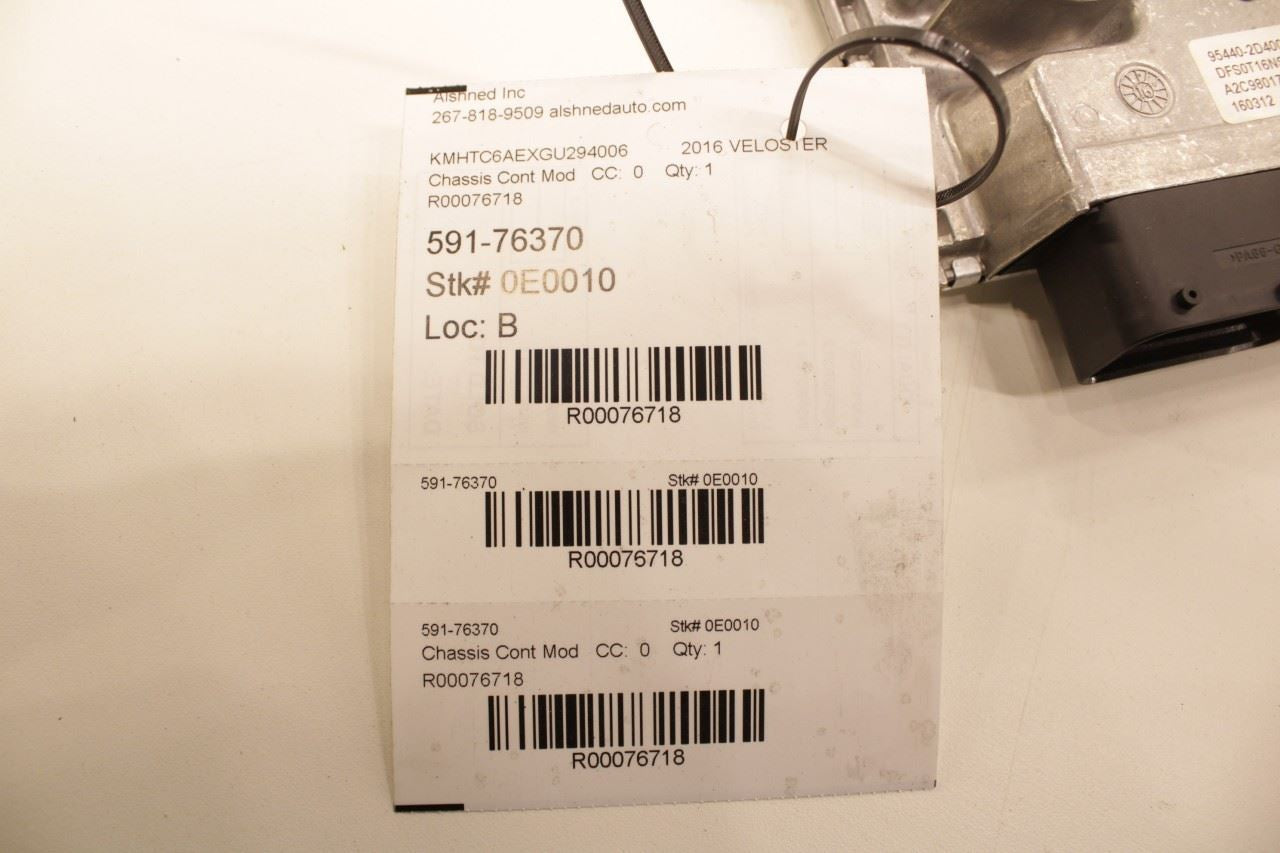 Alshned Inc
267-818-9509 alshnedauto.com
KMHTC6AEXGU294006 2016 VELOSTER
Chassis Cont Mod CC: 0 Qty: 1
R00076718
591-76370
Stk# 0E0010
Loc: B
R00076718
591-76370 Stk# 0E0010
R00076718
591-76370 Stk# 0E0010
Chassis Cont Mod CC: 0 Qty: 1
R00076718
R00076718
95440-2D400
DFS0T16NS
A2C98017
160312